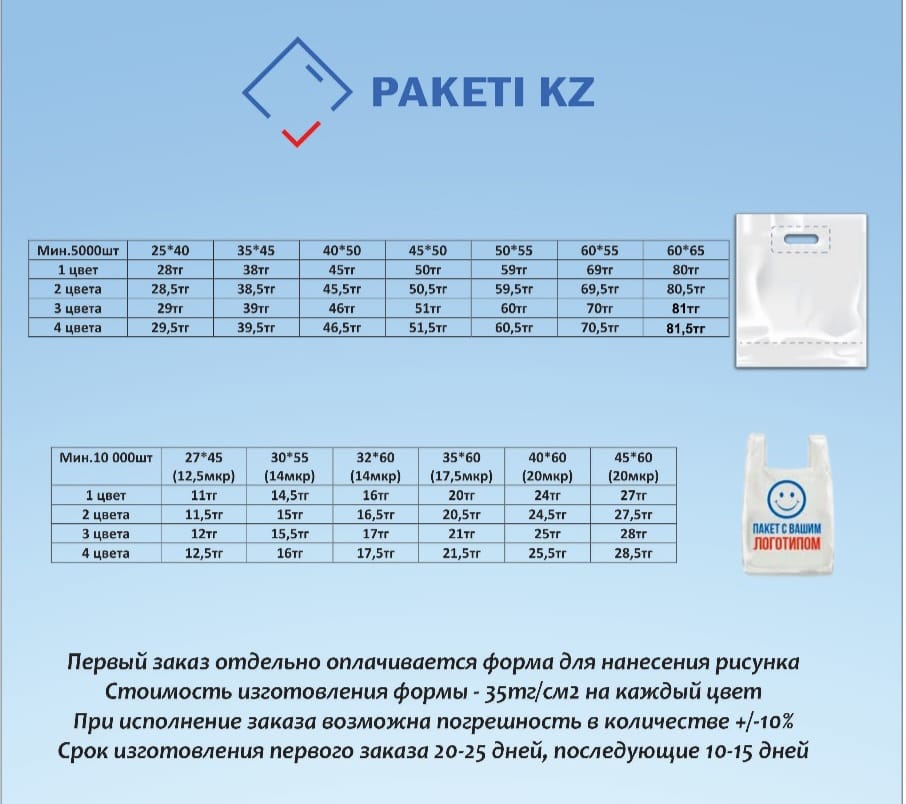 PAKETI KZ
Мин.5000шт 25*40 35*45 40*50 45*50 50*55 60*55 60*65
1 цвет 28тг 38тг 45тг 50тг 59тг 69тг 80тг
2 цвета 28,5тг 38,5тг 45,5тг 50,5тг 59,5тг 69,5тг 80,5тг
3 цвета 29тг 39тг 46тг 51тг 60тг 70тг 81тг
4 цвета 29,5тг 39,5тг 46,5тг 51,5тг 60,5тг 70,5тг 81,5тг
Мин.10 000шт 27*45 30*55 32*60 35*60 40*60 45*60
(12,5мкр) (14мкр) (14мкр) (17,5мкр) (20мкр) (20мкр)
1 цвет 11тг 14,5тг 16тг 20тг 24тг 27тг
2 цвета 11,5тг 15тг 16,5тг 20,5тг 24,5тг 27,5тг
3 цвета 12тг 15,5тг 17тг 21тг 25тг 28тг
4 цвета 12,5тг 16тг 17,5тг 21,5тг 25,5тг 28,5тг
ПАКЕТ С ВАШИМ
ЛОГОТИПОМ
Первый заказ отдельно оплачивается форма для нанесения рисунка
Стоимость изготовления формы - 35тг/см2 на каждый цвет
При исполнение заказа возможна погрешность в количестве +/-10%
Срок изготовления первого заказа 20-25 дней, последующие 10-15 дней